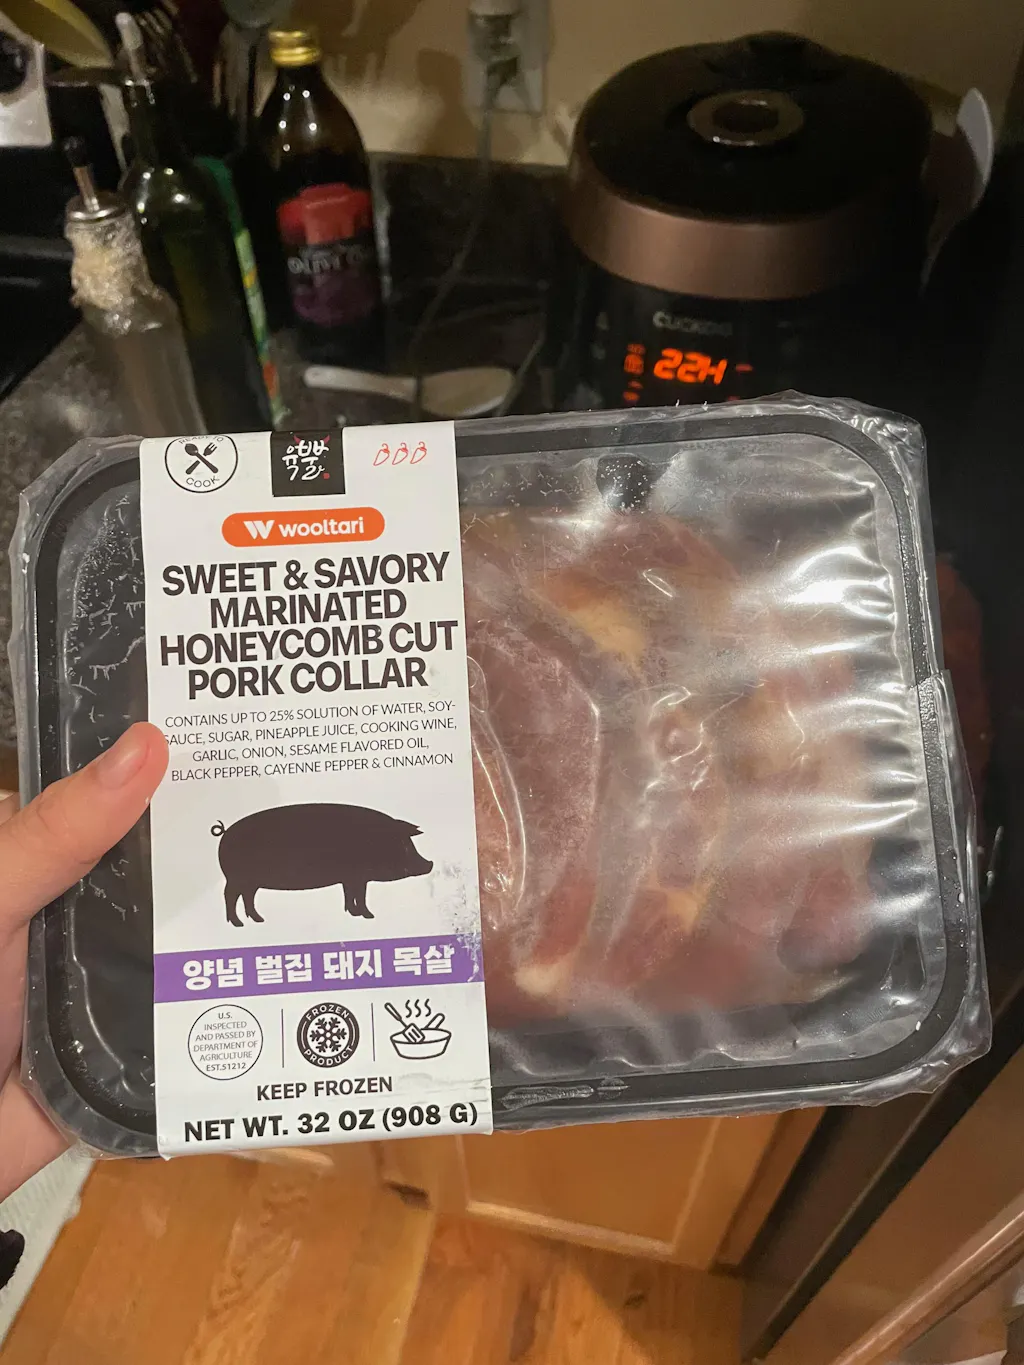 CUCKOO
22H
READY TO
COOK
육뿔
wooltari
SWEET & SAVORY
MARINATED
HONEYCOMB CUT
PORK COLLAR
CONTAINS UP TO 25% SOLUTION OF WATER, SOY-
SAUCE, SUGAR, PINEAPPLE JUICE, COOKING WINE,
GARLIC, ONION, SESAME FLAVORED OIL,
BLACK PEPPER, CAYENNE PEPPER & CINNAMON
양념 벌집 돼지 목살
U.S.
INSPECTED
AND PASSED BY
DEPARTMENT OF
AGRICULTURE
EST.51212
FROZEN
PRODUCT
KEEP FROZEN
NET WT. 32 OZ (908 G)